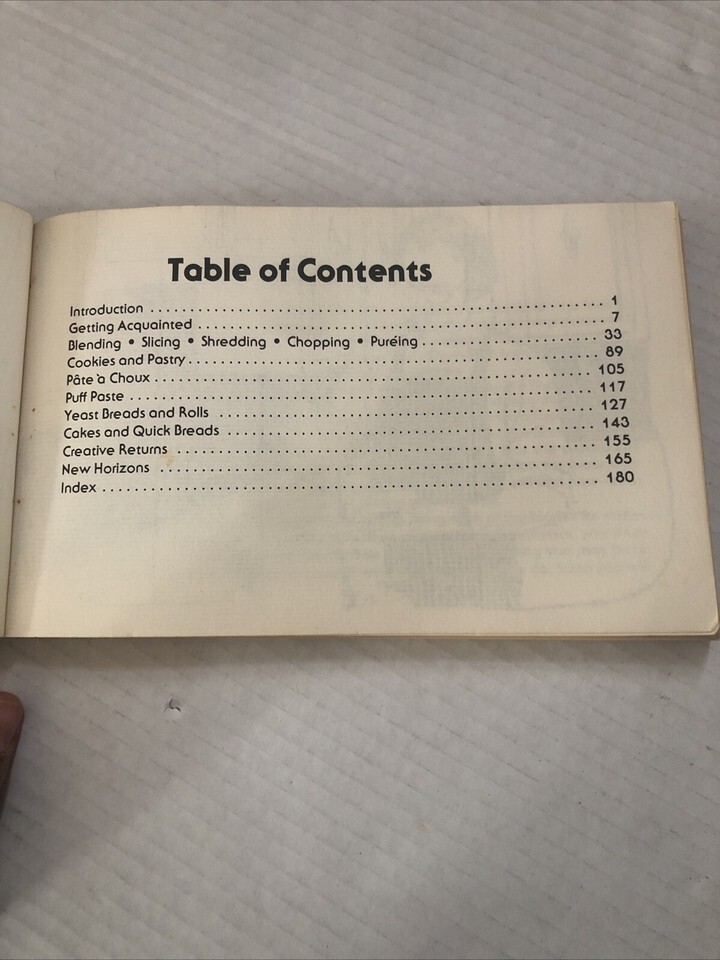 Table of Contents
Introduction . . . . . . . . . . . . . . . . . . . . . . . . . . . . . . . . . . . . . . . . 1
Getting Acquainted . . . . . . . . . . . . . . . . . . . . . . . . . . . . . . . . . . . . 7
Blending • Slicing • Shredding • Chopping • Puréing . . . . . . . . . . . . . . . . 33
Cookies and Pastry . . . . . . . . . . . . . . . . . . . . . . . . . . . . . . . . . . . . 89
Pâte à Choux . . . . . . . . . . . . . . . . . . . . . . . . . . . . . . . . . . . . . . . 105
Puff Paste . . . . . . . . . . . . . . . . . . . . . . . . . . . . . . . . . . . . . . . . . 117
Yeast Breads and Rolls . . . . . . . . . . . . . . . . . . . . . . . . . . . . . . . . . 127
Cakes and Quick Breads . . . . . . . . . . . . . . . . . . . . . . . . . . . . . . . . 143
Creative Returns . . . . . . . . . . . . . . . . . . . . . . . . . . . . . . . . . . . . . 155
New Horizons . . . . . . . . . . . . . . . . . . . . . . . . . . . . . . . . . . . . . . . 165
Index . . . . . . . . . . . . . . . . . . . . . . . . . . . . . . . . . . . . . . . . . . . . 180